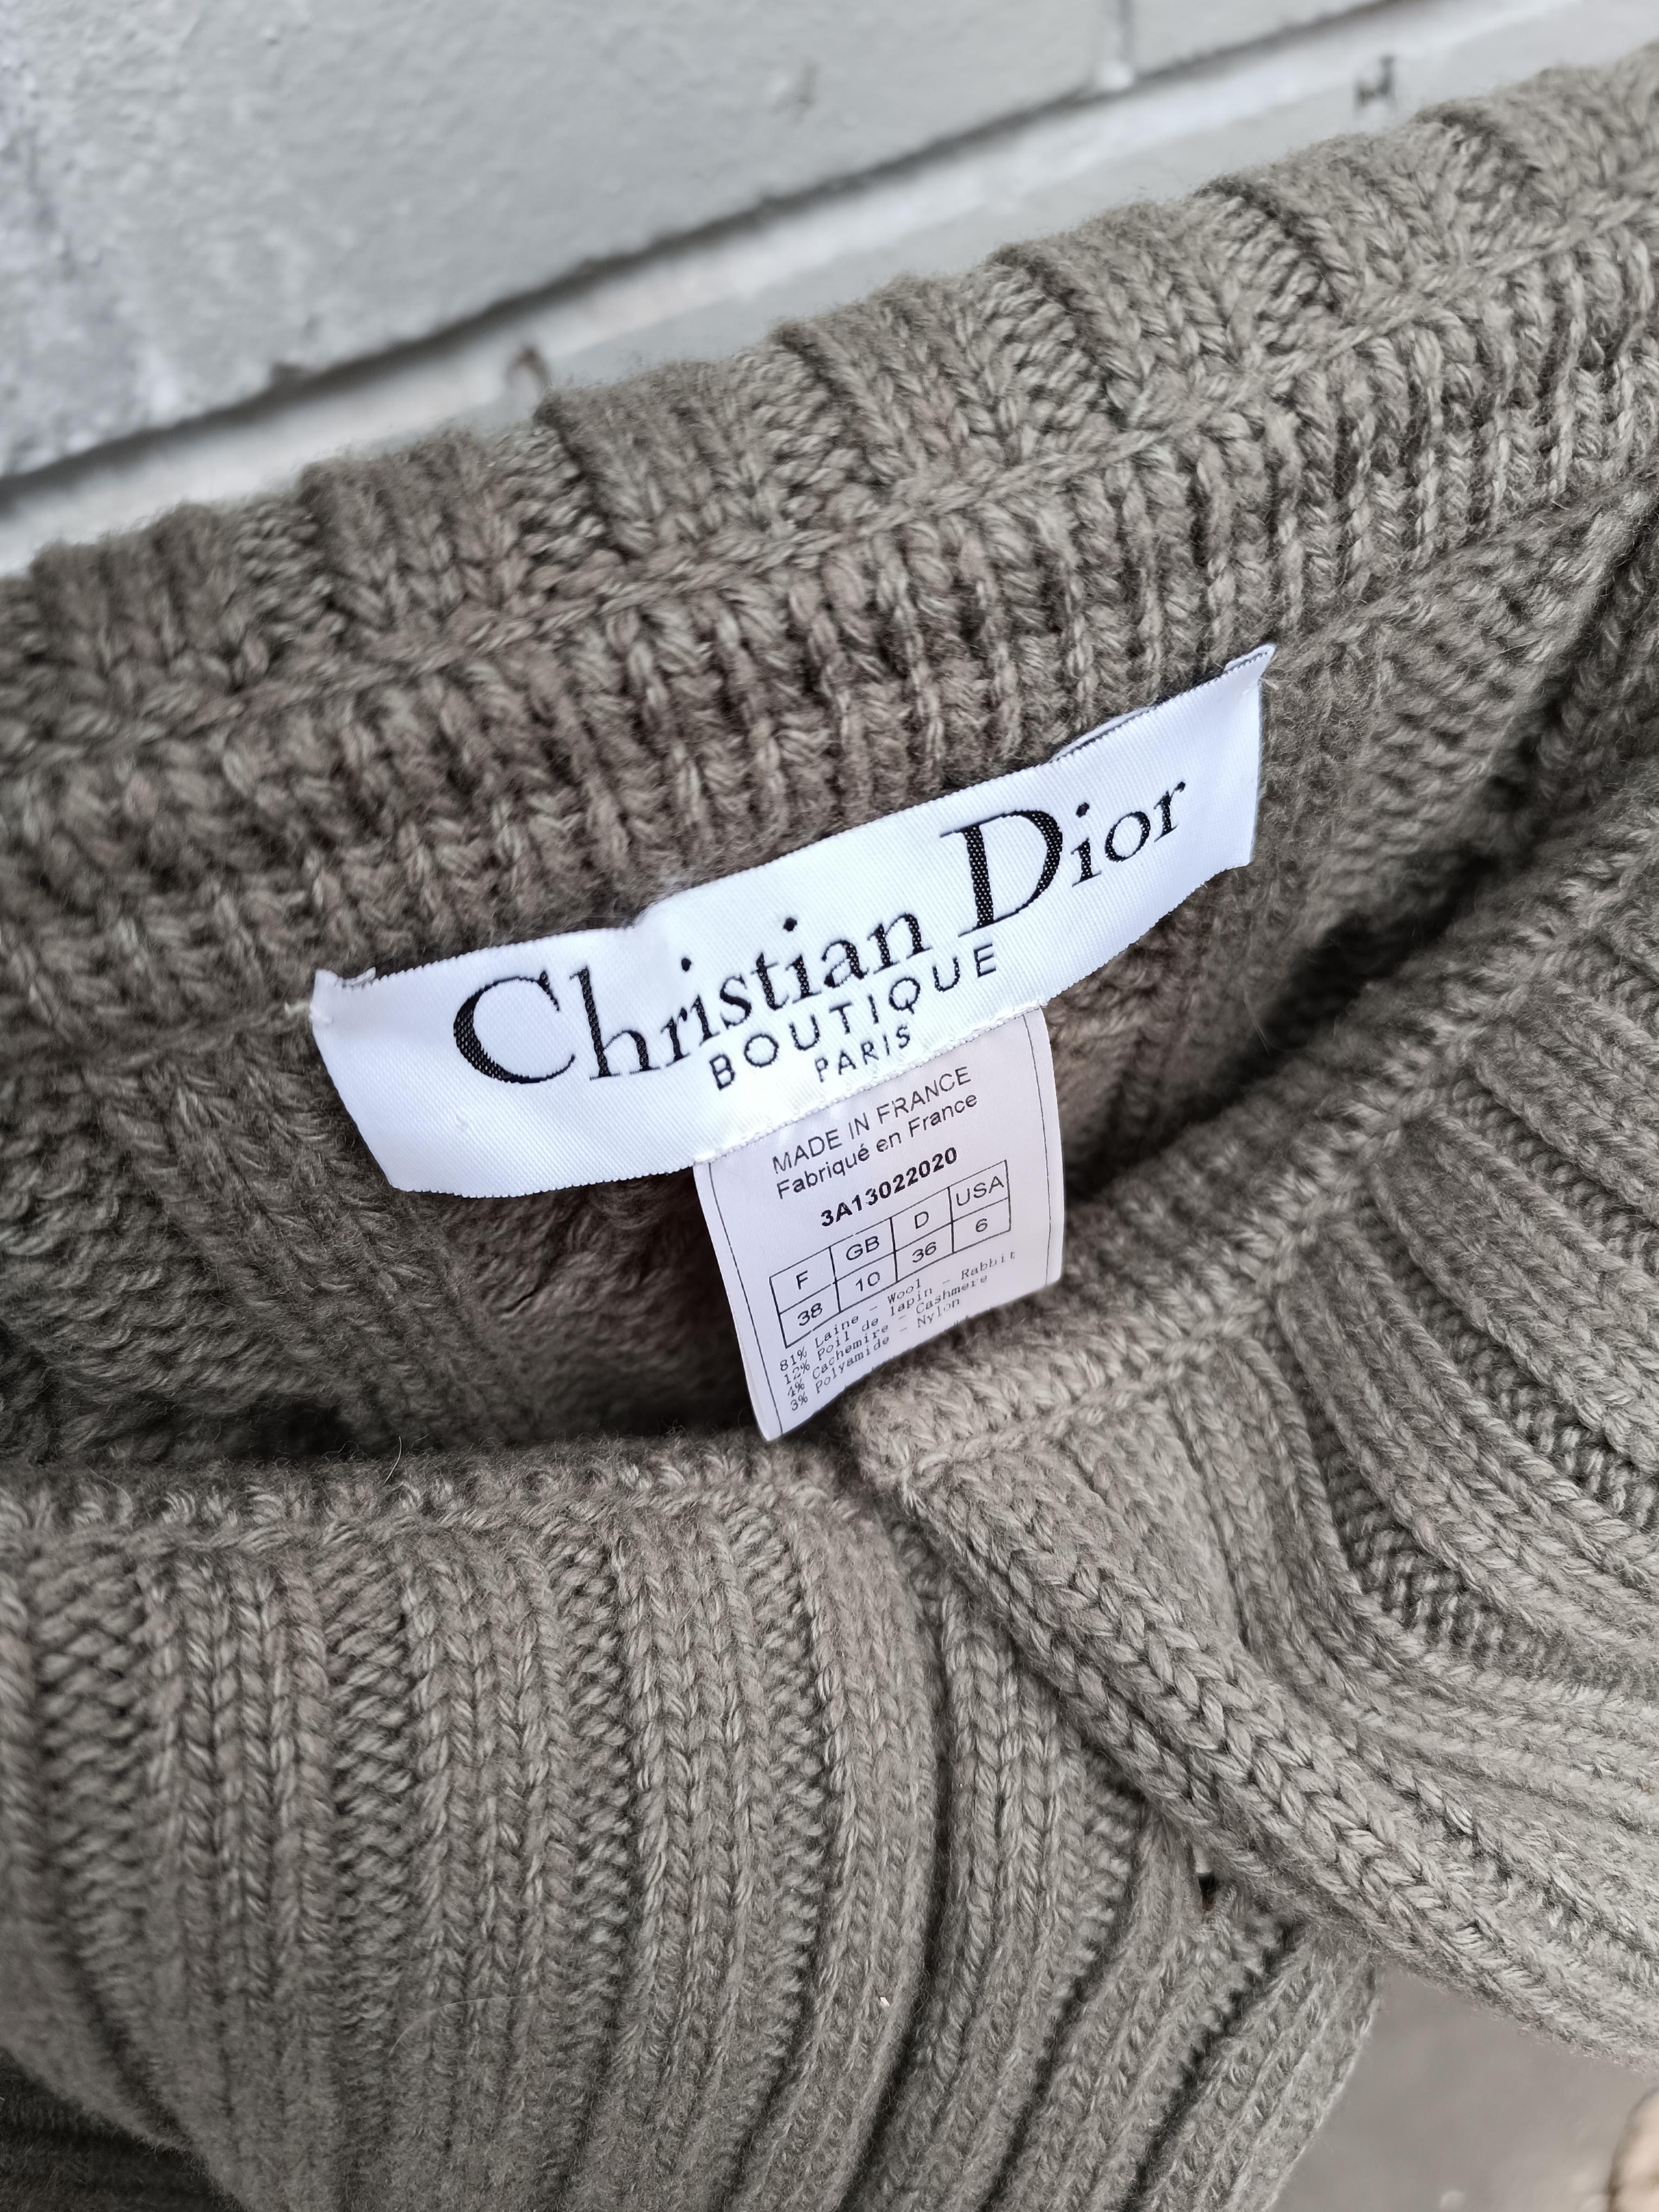 Christian Dior
BOUTIQUE
PARIS
MADE IN FRANCE
Fabriqué en France
3A13022020
F GB D USA
38 10 36 6
81% Laine - Wool
12% Poil de lapin - Rabbit
4% Cachemire - Cashmere
3% Polyamide - Nylon